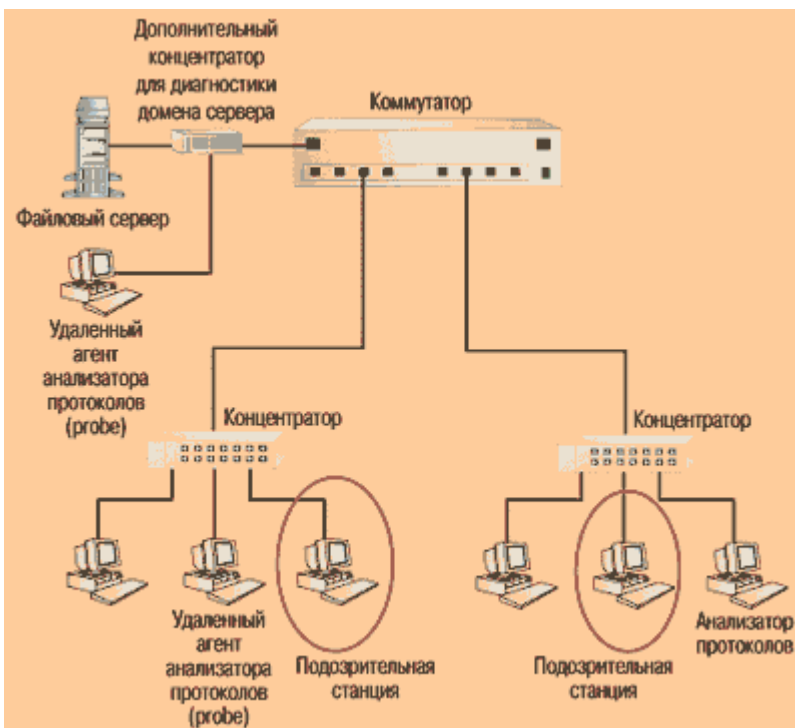 Дополнительный
концентратор
для диагностики
домена сервера
Коммутатор
Файловый сервер
Удаленный
агент
анализатора
протоколов
(probe)
Концентратор
Концентратор
Удаленный
агент
анализатора
протоколов
(probe)
Подозрительная
станция
Подозрительная
станция
Анализатор
протоколов